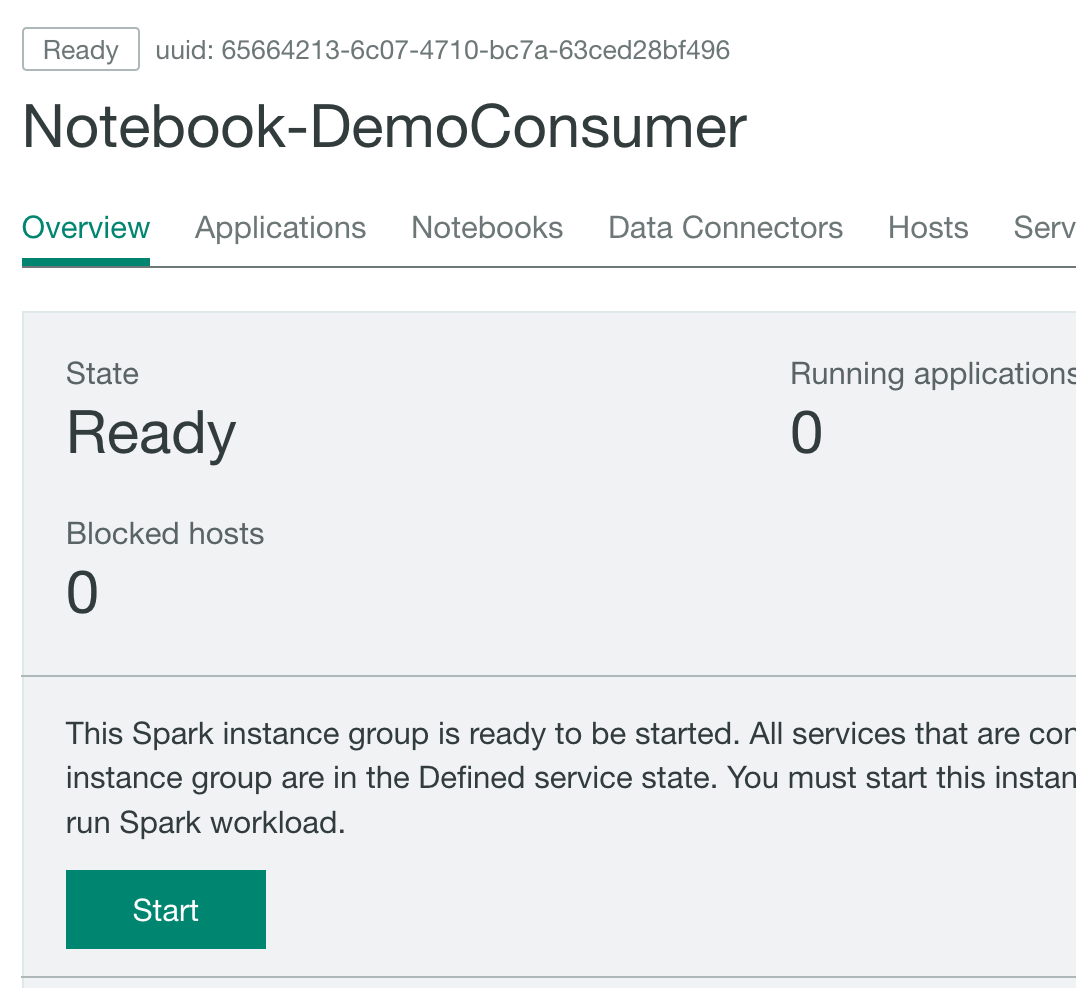 Ready uuid: 65664213-6c07-4710-bc7a-63ced28bf496
Notebook-DemoConsumer
Overview Applications Notebooks Data Connectors Hosts Serv
State Running applications
Ready 0
Blocked hosts
0
This Spark instance group is ready to be started. All services that are con
instance group are in the Defined service state. You must start this instan
run Spark workload.
Start